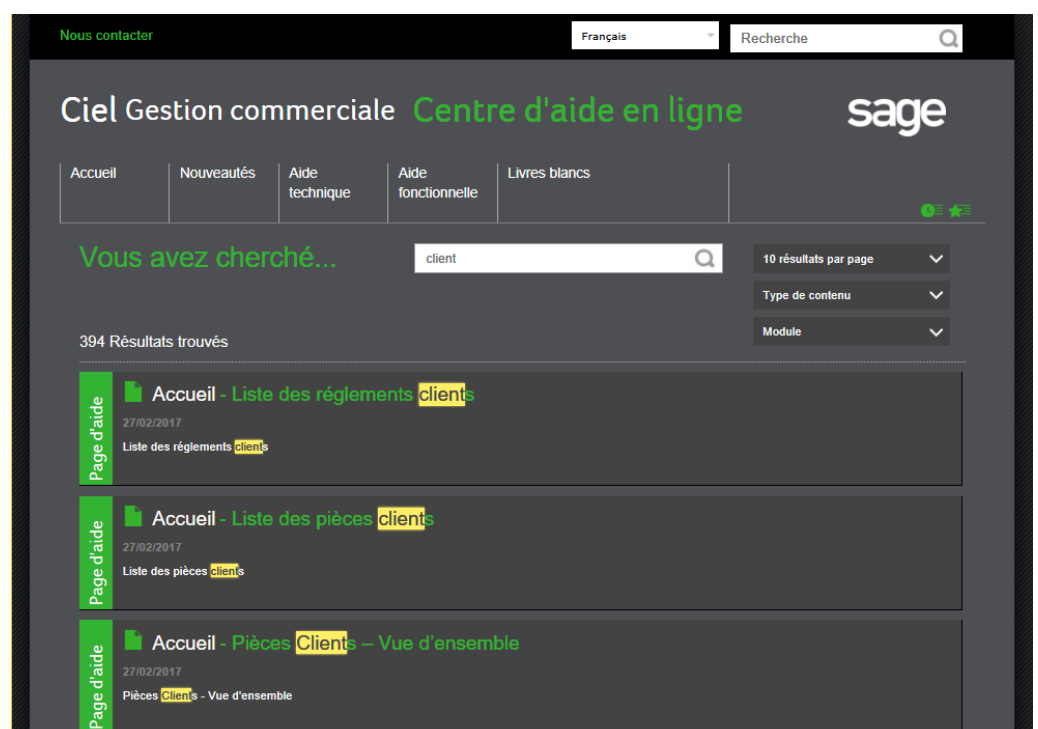 Nous contacter
Français
Recherche
Ciel Gestion commerciale Centre d'aide en ligne
sage
Accueil
Nouveautés
Aide
technique
Aide
fonctionnelle
Livres blancs
Vous avez cherché...
client
10 résultats par page
Type de contenu
Module
394 Résultats trouvés
Page d'aide
Accueil - Liste des réglements clients
27/02/2017
Liste des réglements clients
Page d'aide
Accueil - Liste des pièces clients
27/02/2017
Liste des pièces clients
Page d'aide
Accueil - Pièces Clients – Vue d'ensemble
27/02/2017
Pièces Clients - Vue d'ensemble